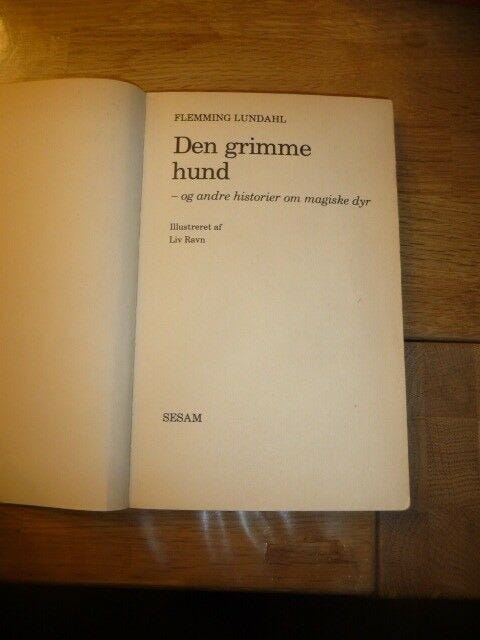 FLEMMING LUNDAHL
Den grimme
hund
– og andre historier om magiske dyr
Illustreret af
Liv Ravn
SESAM